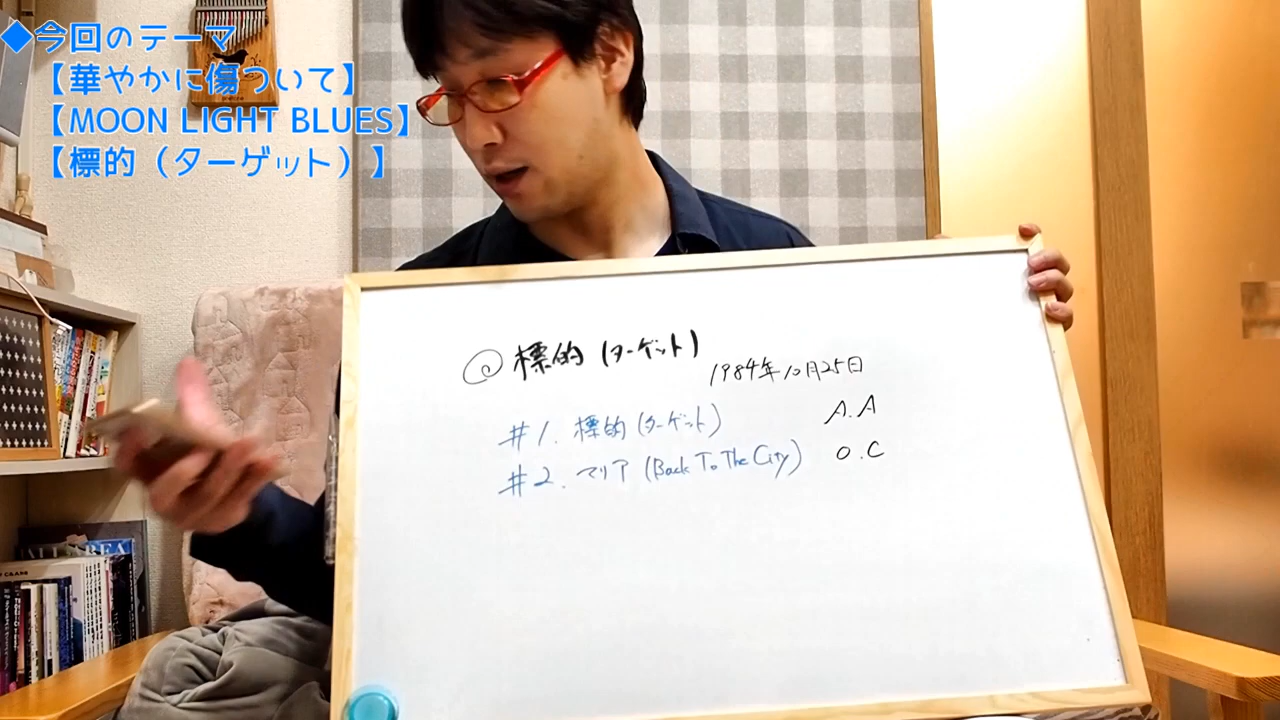 ◆今回のテーマ
【華やかに傷ついて】
【MOON LIGHT BLUES】
【標的（ターゲット）】
◎標的(ターゲット)
1984年10月25日
#1. 標的(ターゲット) A.A
#2. マリア(Back To The City) O.C